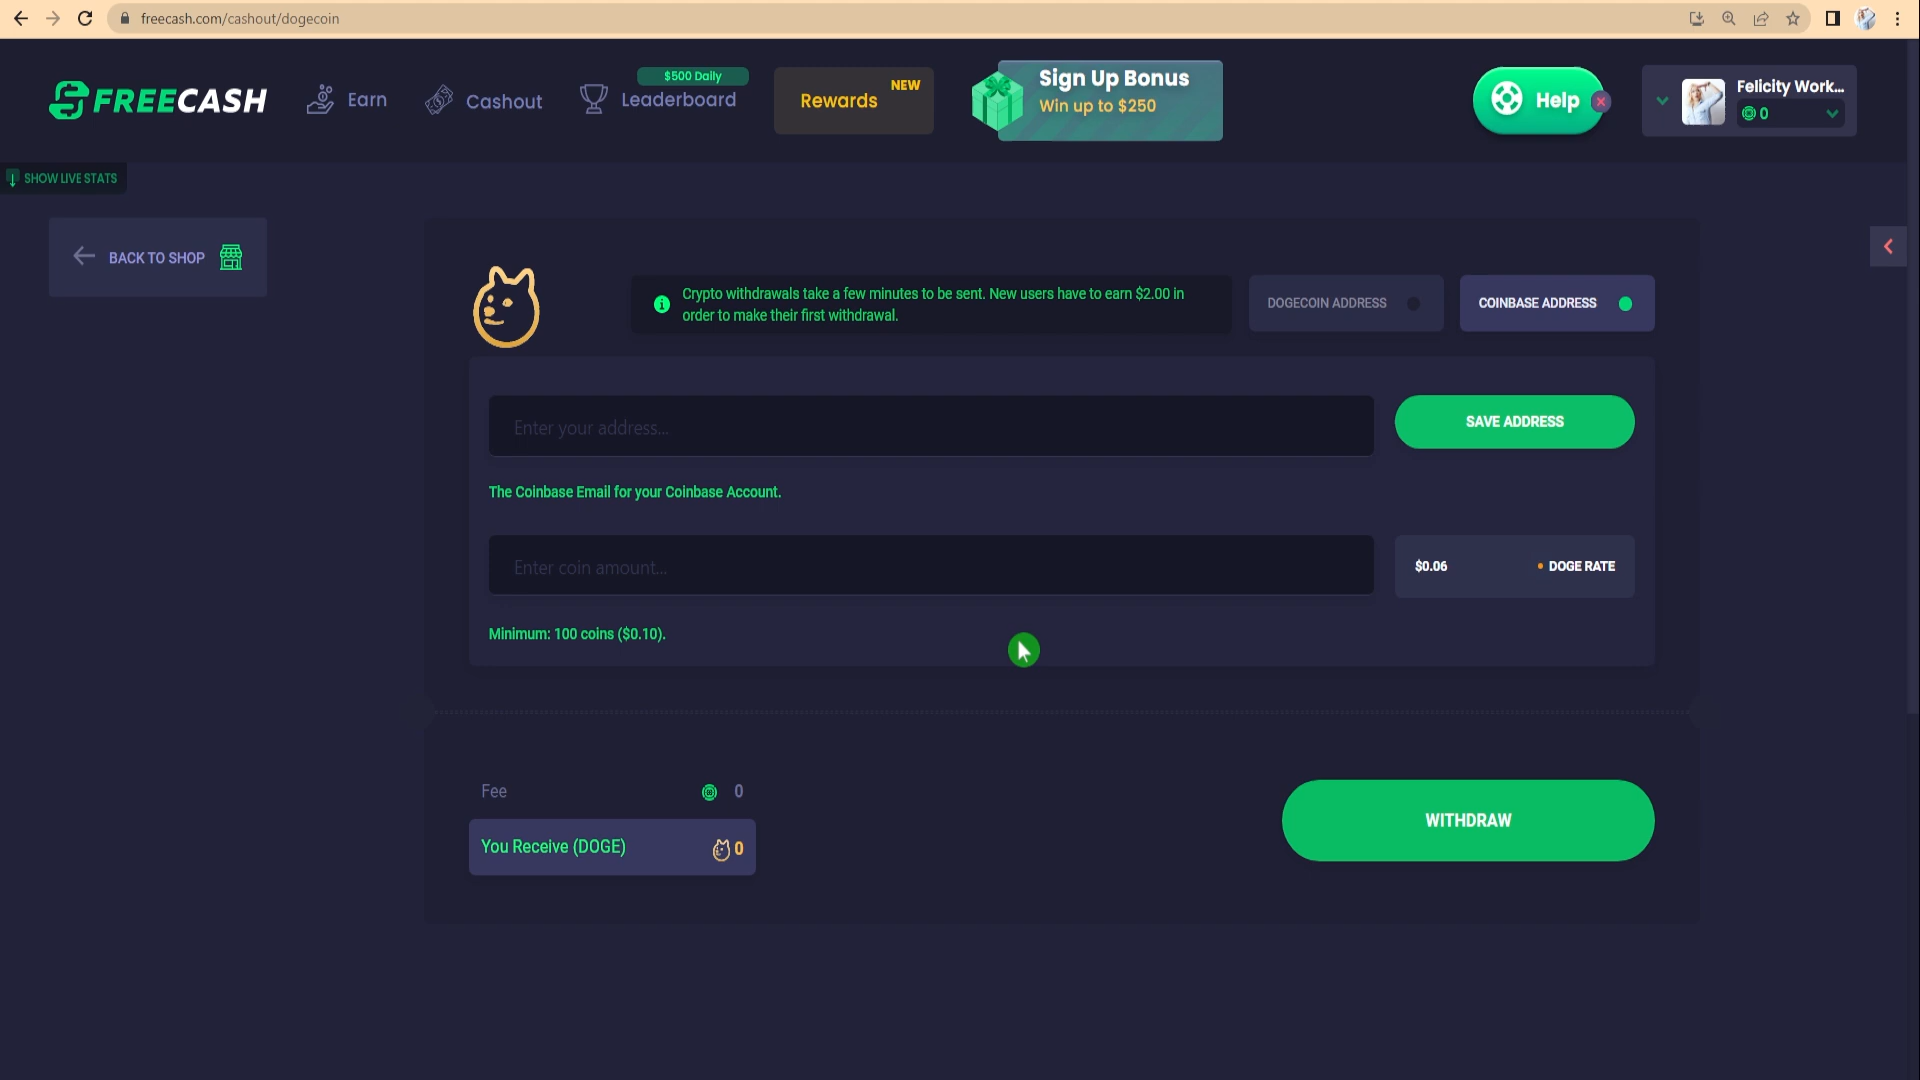 freecash.com/cashout/dogecoin
FREECASH
Earn
Cashout
$500 Daily
Leaderboard
Rewards
NEW
Sign Up Bonus
Win up to $250
Help
Felicity Work...
0
SHOW LIVE STATS
BACK TO SHOP
Crypto withdrawals take a few minutes to be sent. New users have to earn $2.00 in
order to make their first withdrawal.
DOGECOIN ADDRESS
COINBASE ADDRESS
Enter your address...
SAVE ADDRESS
The Coinbase Email for your Coinbase Account.
Enter coin amount...
$0.06
DOGE RATE
Minimum: 100 coins ($0.10).
Fee
0
You Receive (DOGE)
0
WITHDRAW